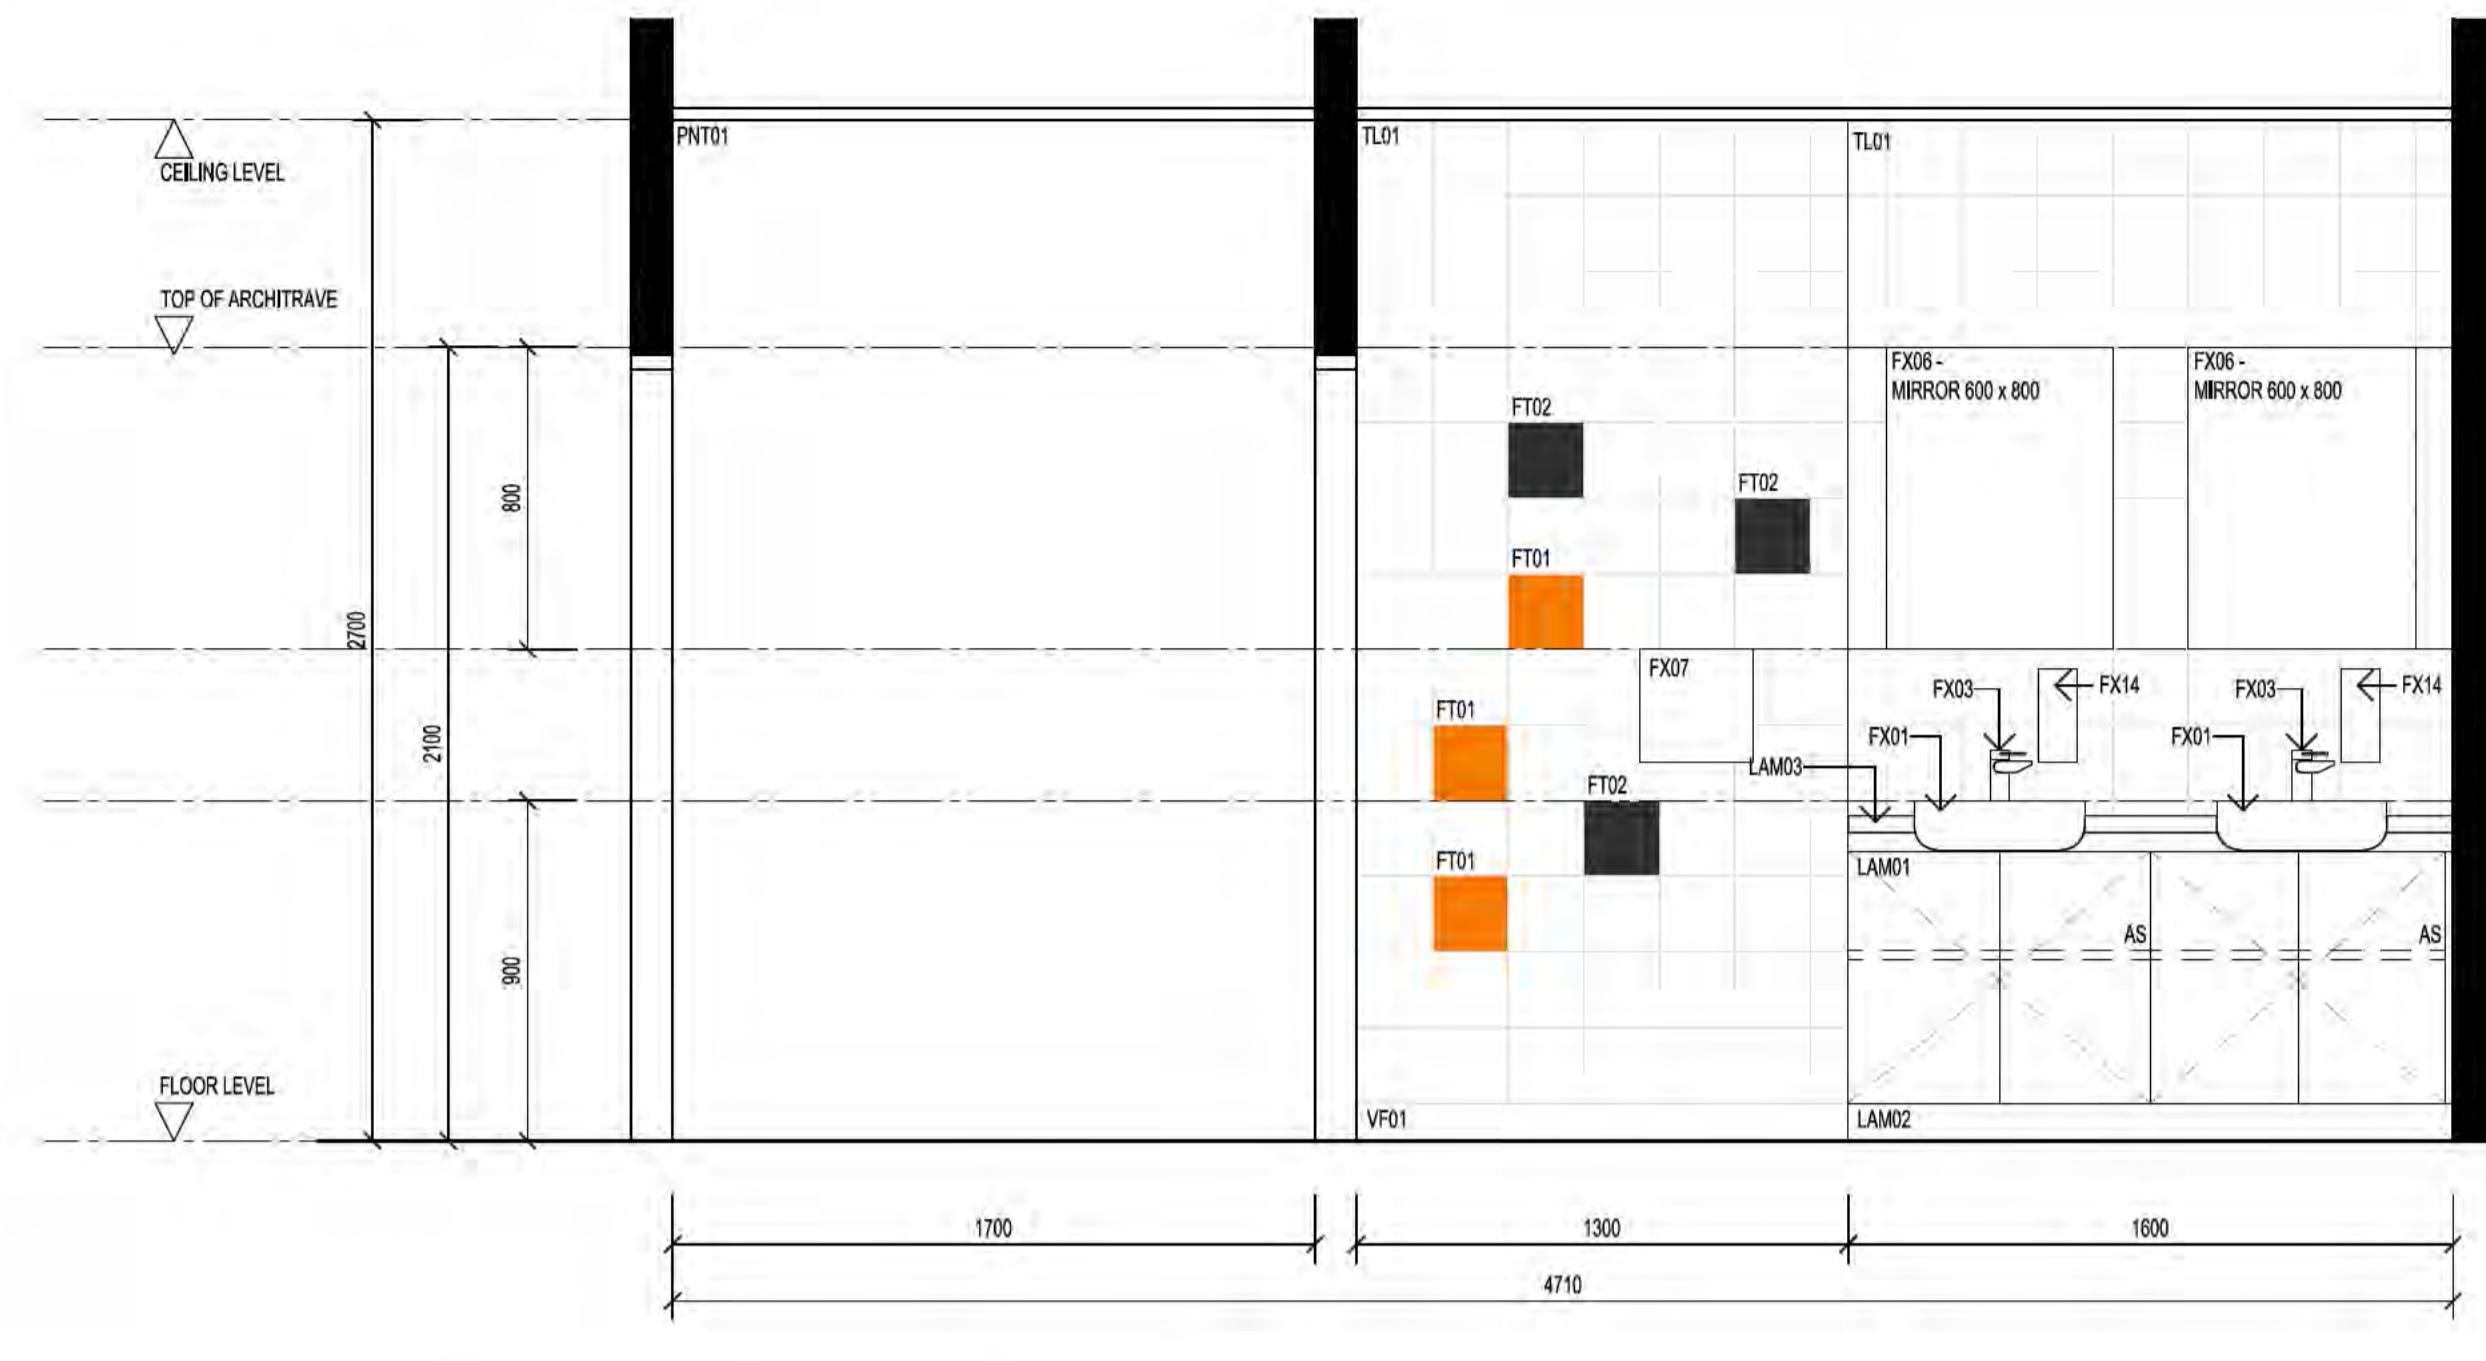 PNT01
TL01
TL01
CEILING LEVEL
TOP OF ARCHITRAVE
FX06 -
MIRROR 600 x 800
FX06 -
MIRROR 600 x 800
FT02
FT02
800
FT01
2700
FX07
FX03
FX14
FX03
FX14
FT01
2100
FX01
FX01
LAM03
FT02
FT01
LAM01
AS
AS
900
FLOOR LEVEL
VF01
LAM02
1700
1300
1600
4710